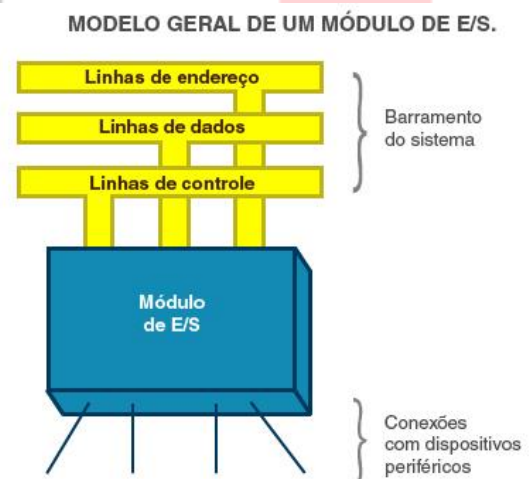 MODELO GERAL DE UM MÓDULO DE E/S.
Linhas de endereço
Linhas de dados
Linhas de controle
Barramento
do sistema
Módulo
de E/S
Conexões
com dispositivos
periféricos